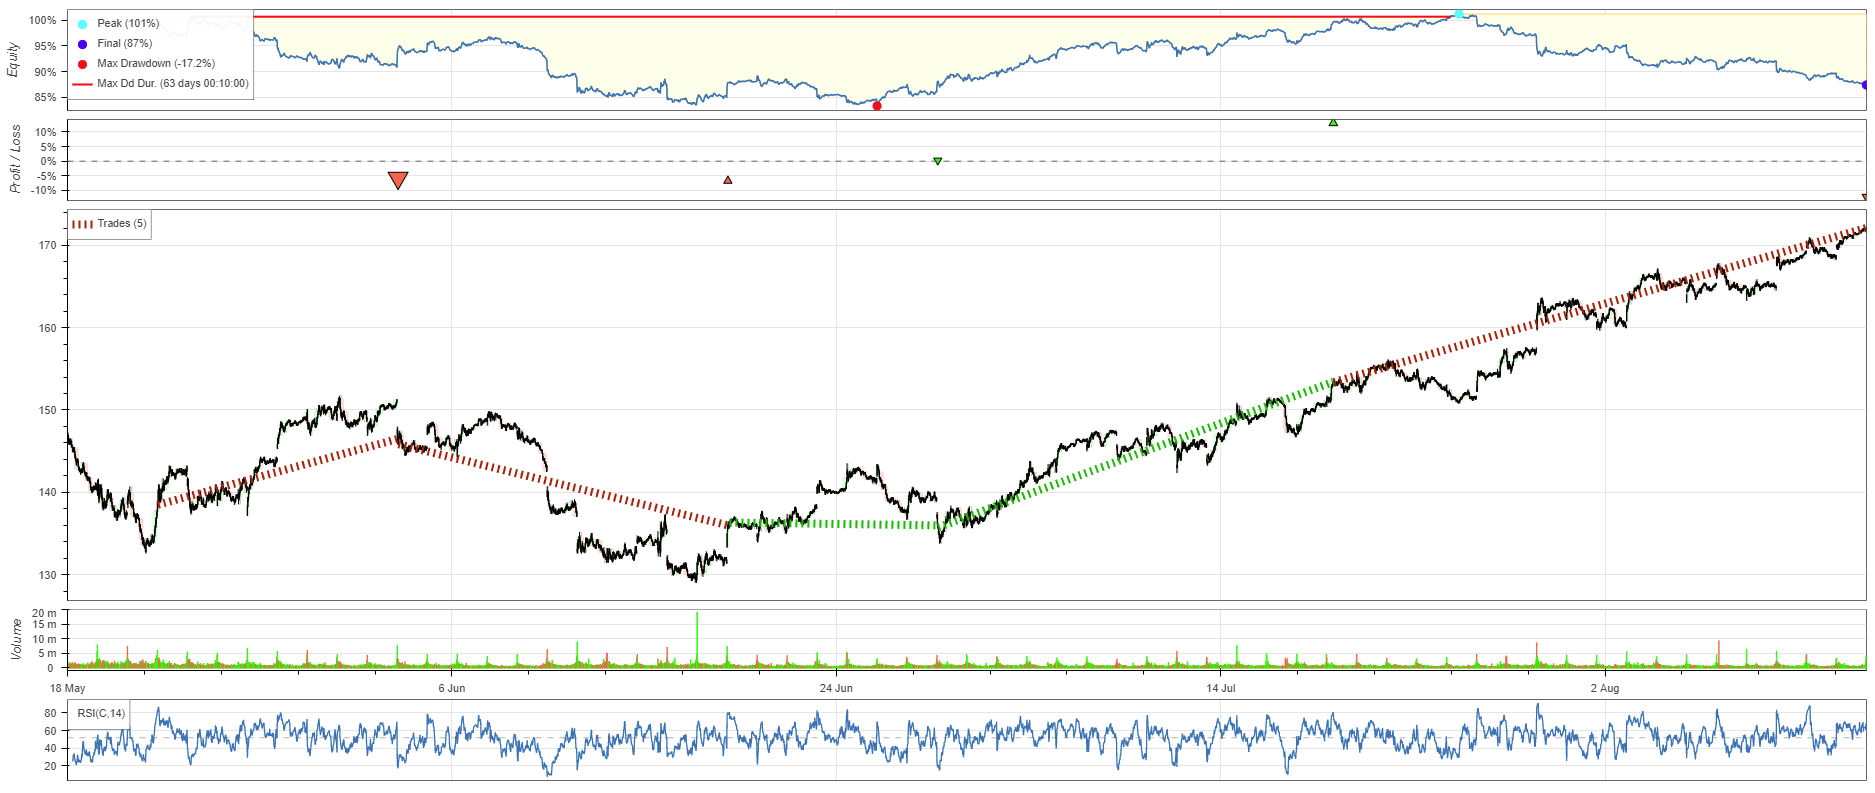 Equity
100%
95%
90%
85%
Peak (101%)
Final (87%)
Max Drawdown (-17.2%)
Max Dd Dur. (63 days 00:10:00)
Profit / Loss
10%
5%
0%
-5%
-10%
Trades (5)
170
160
150
140
130
Volume
20 m
15 m
10 m
5 m
0
18 May
6 Jun
24 Jun
14 Jul
2 Aug
RSI(C,14)
80
60
40
20